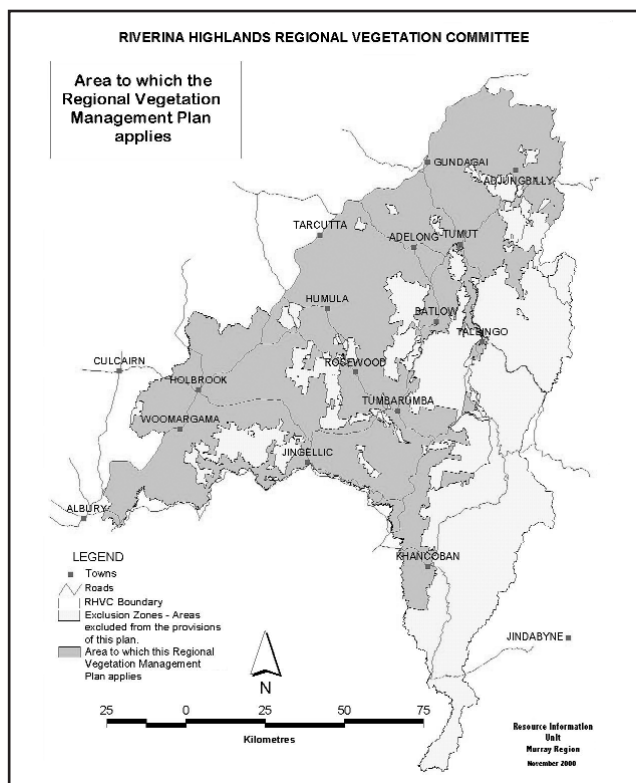 RIVERINA HIGHLANDS REGIONAL VEGETATION COMMITTEE
Area to which the
Regional Vegetation
Management Plan
applies
GUNDAGAI
ADJUNGBILLY
TARCUTTA
ADELONG
TUMUT
HUMULA
BATLOW
TALBINGO
CULCAIRN
ROSEWOOD
HOLBROOK
TUMBARUMBA
WOOMARGAMA
JINGELLIC
ALBURY
KHANCOBAN
JINDABYNE
LEGEND
Towns
Roads
RHVC Boundary
Exclusion Zones - Areas
excluded from the provisions
of this plan.
Area to which this Regional
Vegetation Management
Plan applies
N
25 0 25 50 75
Kilometres
Resource Information
Unit
Murray Region
November 2000